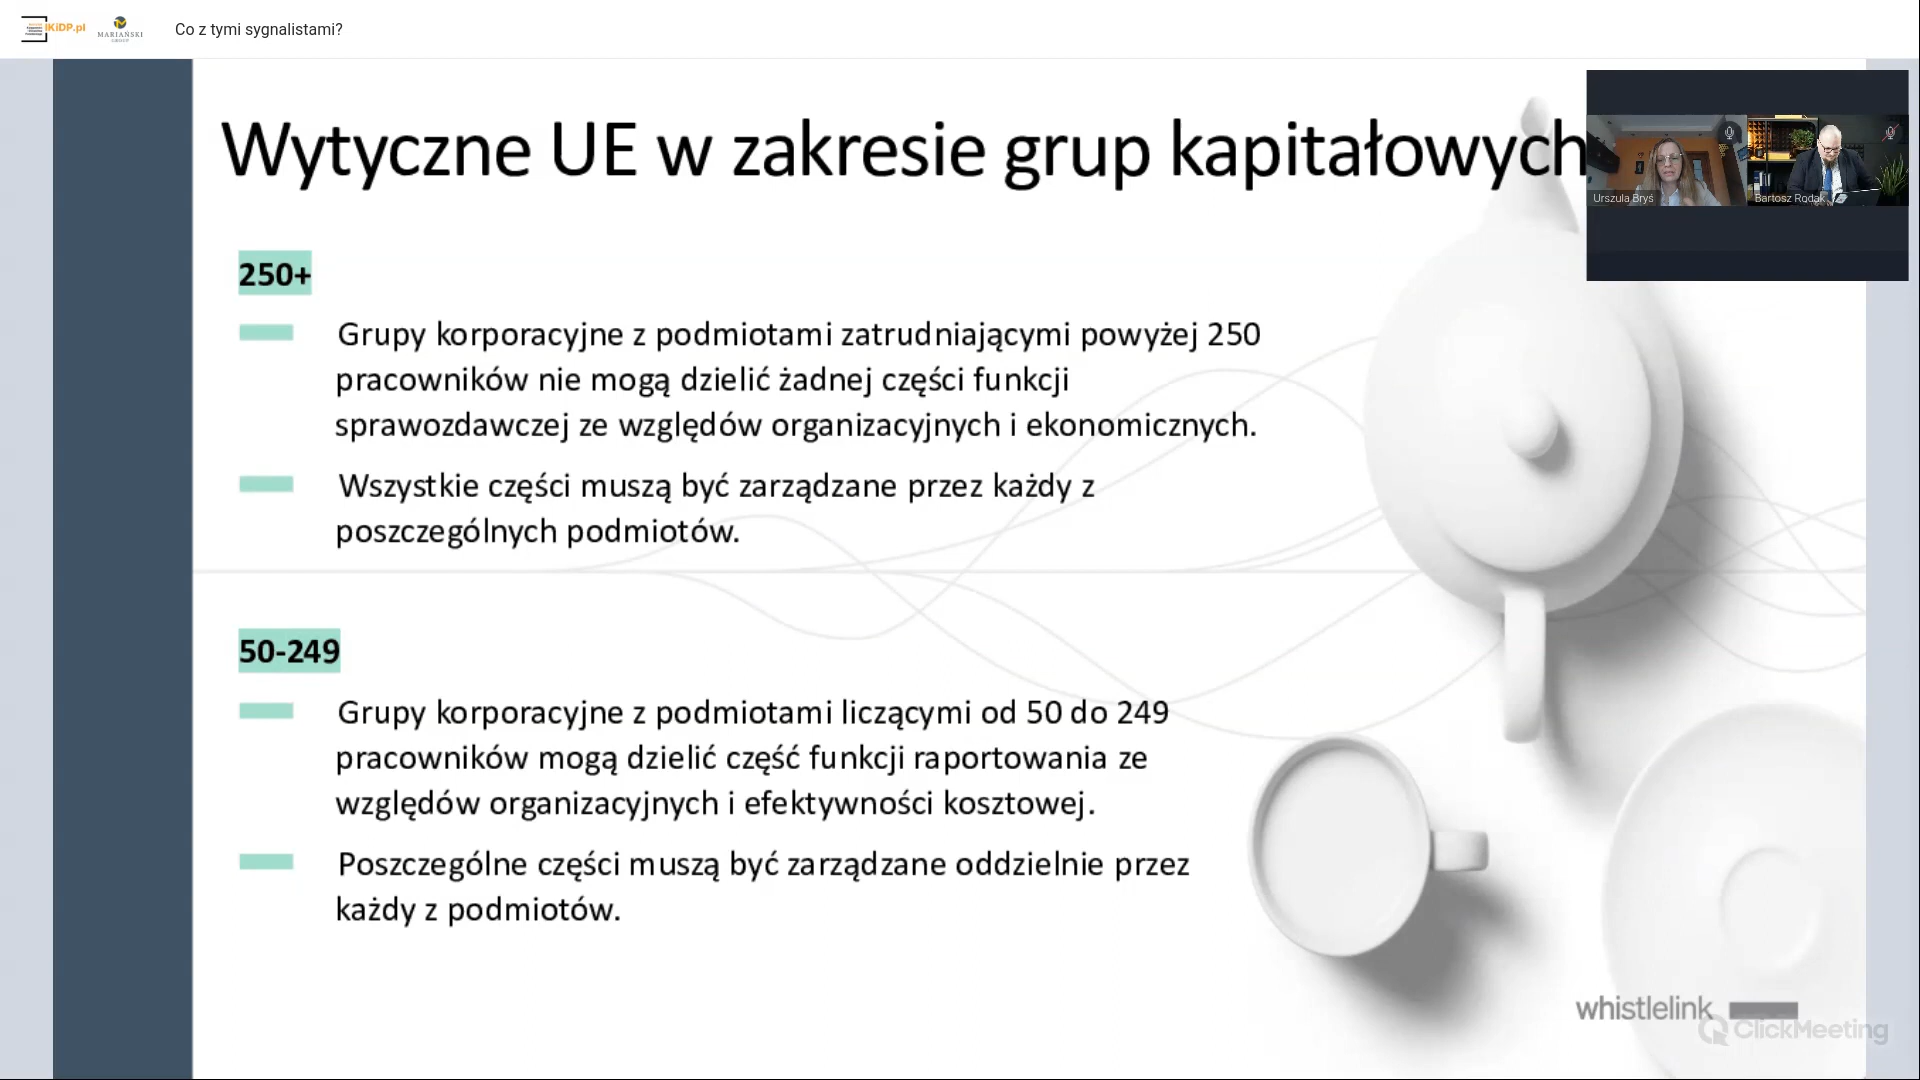 IKiDP.pl
MARIAŃSKI
GROUP
Co z tymi sygnalistami?
Wytyczne UE w zakresie grup kapitałowych
Urszula Bryś
Bartosz Rodak
250+
Grupy korporacyjne z podmiotami zatrudniającymi powyżej 250
pracowników nie mogą dzielić żadnej części funkcji
sprawozdawczej ze względów organizacyjnych i ekonomicznych.
Wszystkie części muszą być zarządzane przez każdy z
poszczególnych podmiotów.
50-249
Grupy korporacyjne z podmiotami liczącymi od 50 do 249
pracowników mogą dzielić część funkcji raportowania ze
względów organizacyjnych i efektywności kosztowej.
Poszczególne części muszą być zarządzane oddzielnie przez
każdy z podmiotów.
whistlelink
ClickMeeting